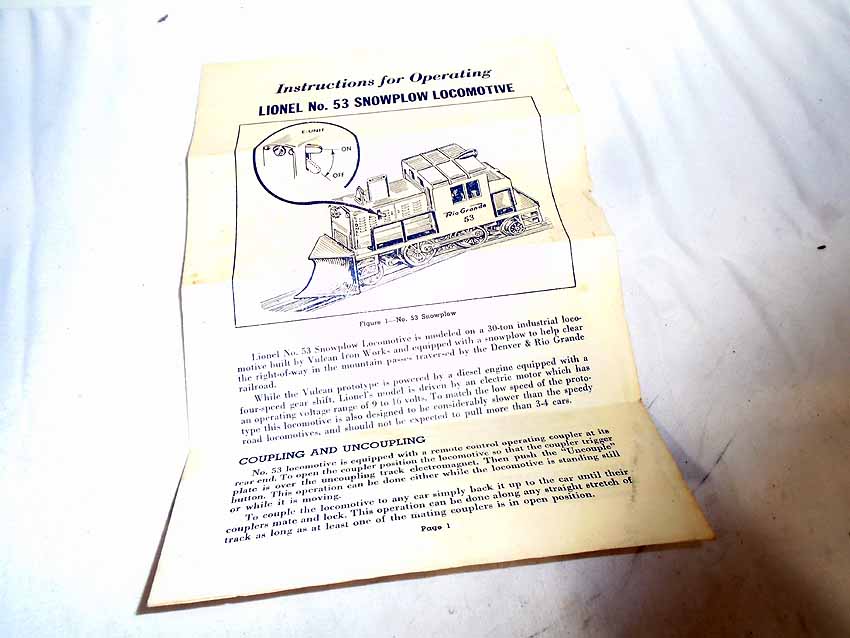 Instructions for Operating
LIONEL No. 53 SNOWPLOW LOCOMOTIVE
E-UNIT
ON
OFF
Rio Grande
53
Figure 1—No. 53 Snowplow
Lionel No. 53 Snowplow Locomotive is modeled on a 30-ton industrial loco-
motive built by Vulcan Iron Works and equipped with a snowplow to help clear
the right-of-way in the mountain passes traversed by the Denver & Rio Grande
railroad.
While the Vulcan prototype is powered by a diesel engine equipped with a
four-speed gear shift, Lionel's model is driven by an electric motor which has
an operating voltage range of 9 to 16 volts. To match the low speed of the proto-
type this locomotive is also designed to be considerably slower than the speedy
road locomotives, and should not be expected to pull more than 3-4 cars.
COUPLING AND UNCOUPLING
No. 53 locomotive is equipped with a remote control operating coupler at its
rear end. To open the coupler position the locomotive so that the coupler trigger
plate is over the uncoupling track electromagnet. Then push the "Uncouple"
button. This operation can be done either while the locomotive is standing still
or while it is moving.
To couple the locomotive to any car simply back it up to the car until their
couplers mate and lock. This operation can be done along any straight stretch of
track as long as at least one of the mating couplers is in open position.
Page 1